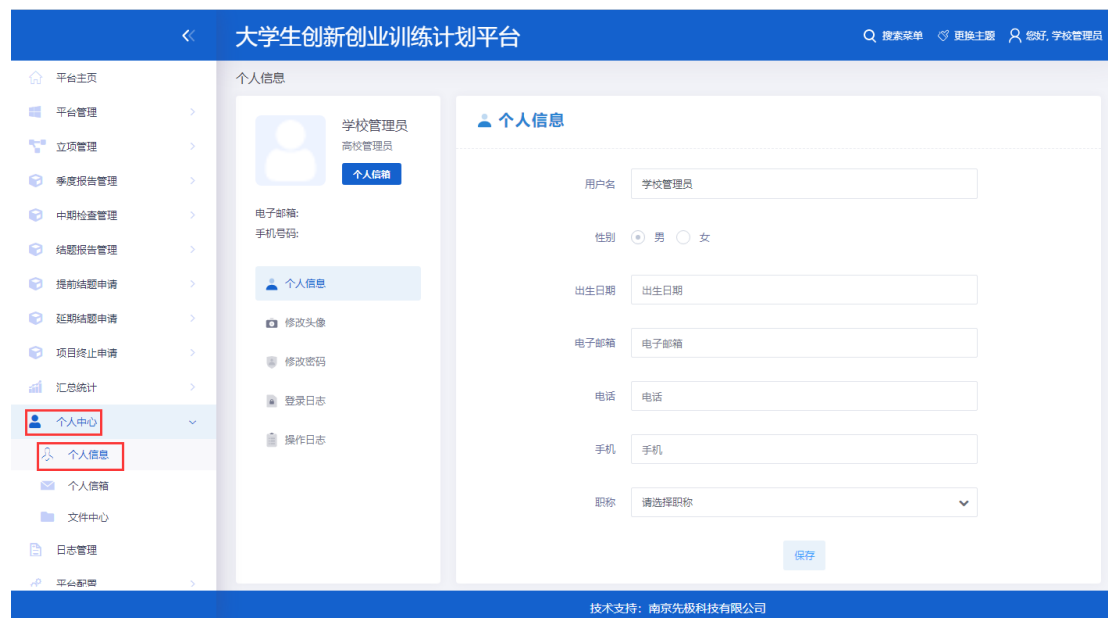 大学生创新创业训练计划平台
搜索菜单 更换主题 您好, 学校管理员
平台主页
平台管理
立项管理
季度报告管理
中期检查管理
结题报告管理
提前结题申请
延期结题申请
项目终止申请
汇总统计
个人中心
个人信息
个人信箱
文件中心
日志管理
平台配置
个人信息
学校管理员
高校管理员
个人信箱
电子邮箱:
手机号码:
个人信息
修改头像
修改密码
登录日志
操作日志
个人信息
用户名 学校管理员
性别 男 女
出生日期 出生日期
电子邮箱 电子邮箱
电话 电话
手机 手机
职称 请选择职称
保存
技术支持：南京先极科技有限公司